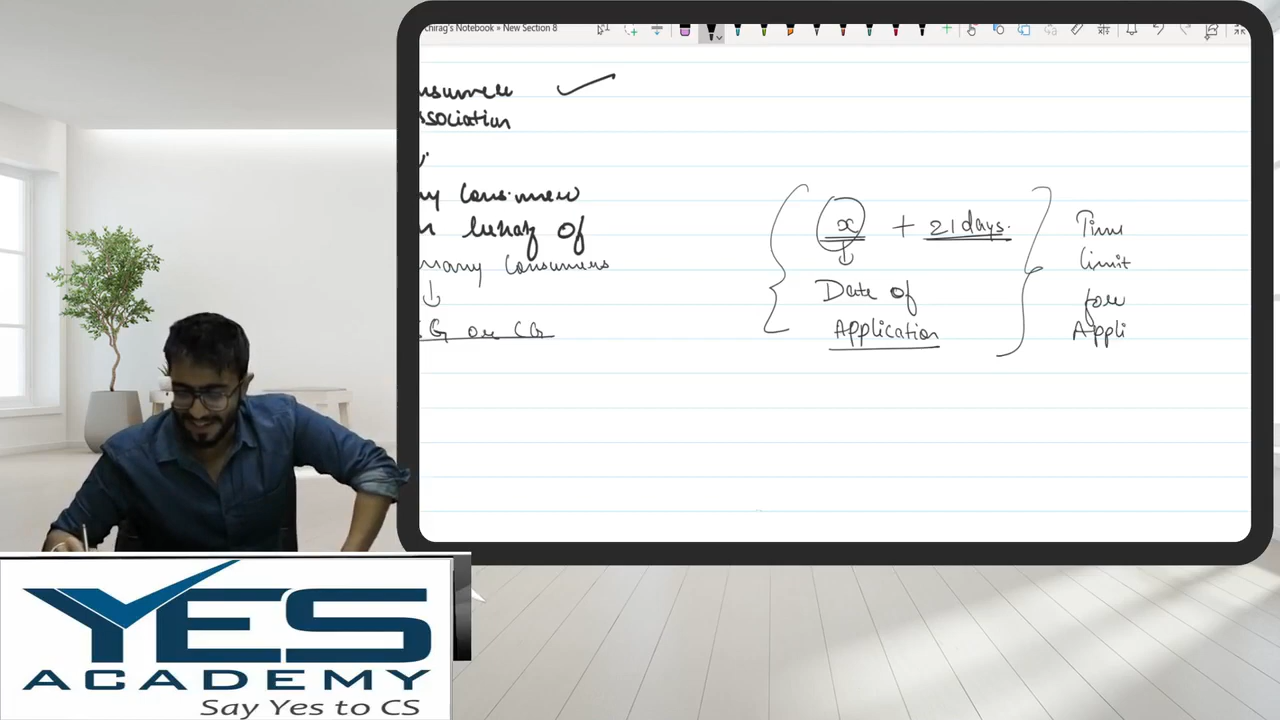 chirag's Notebook » New Section 8
nsumer
ssociation
ny Consumer
n behalf of
many Consumers
G or CG
x + 21 days.
Date of
Application
Time
limit
for
Appli
YES
ACADEMY
Say Yes to CS